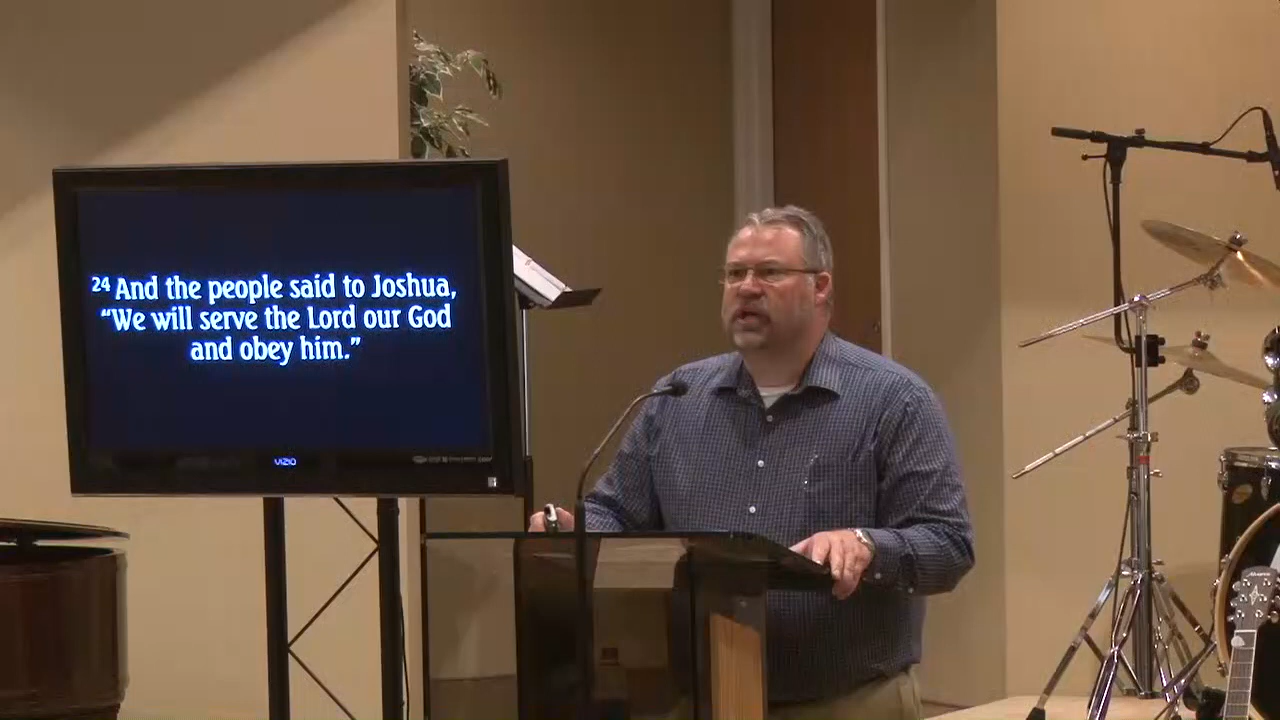 24 And the people said to Joshua,
“We will serve the Lord our God
and obey him.”
VIZIO